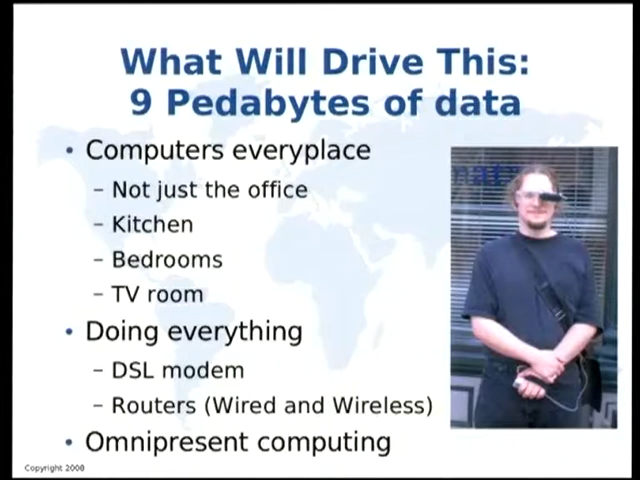 What Will Drive This:
9 Pedabytes of data
• Computers everyplace
– Not just the office
– Kitchen
– Bedrooms
– TV room
• Doing everything
– DSL modem
– Routers (Wired and Wireless)
• Omnipresent computing
Copyright 2008